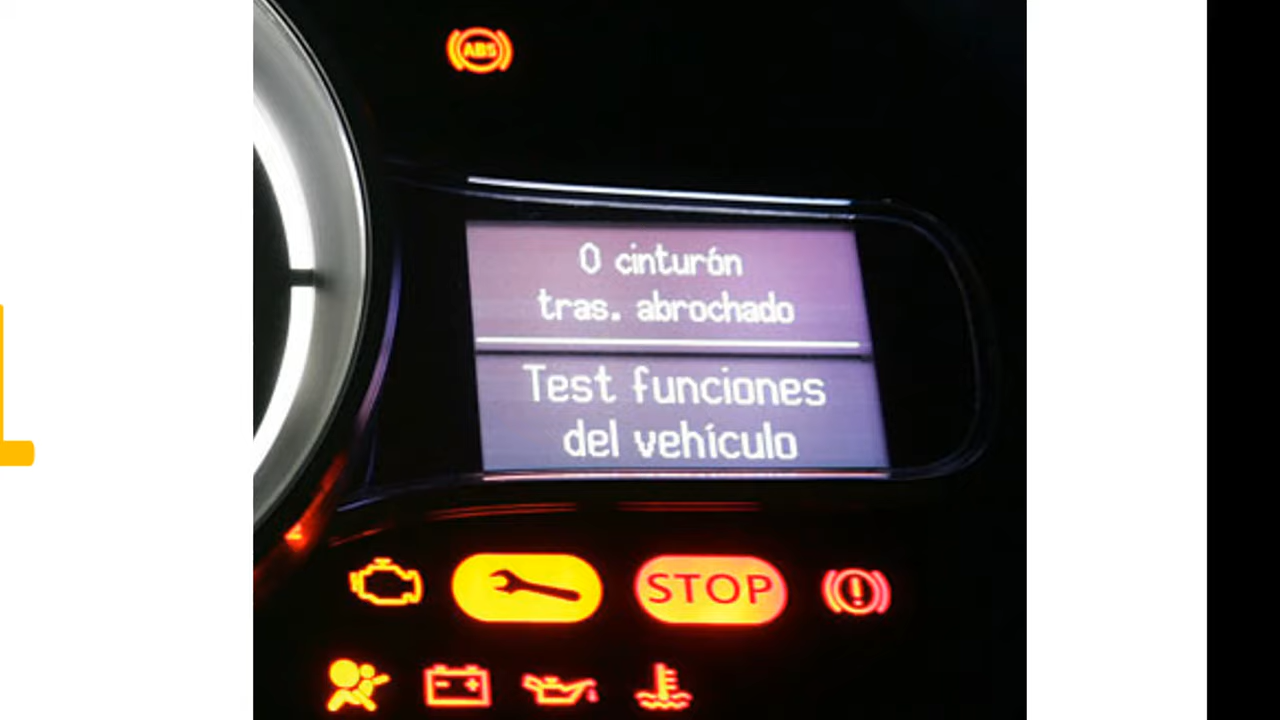 ABS
0 cinturón
tras. abrochado
Test funciones
del vehículo
STOP